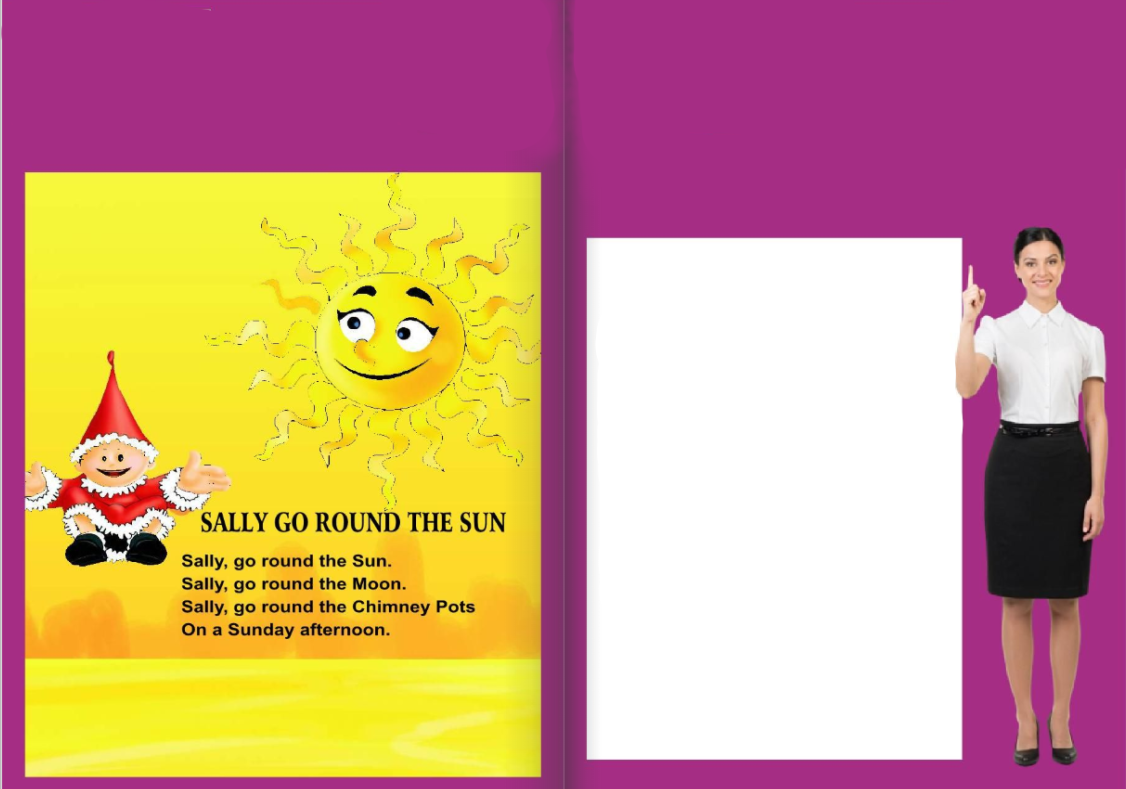 SALLY GO ROUND THE SUN
Sally, go round the Sun.
Sally, go round the Moon.
Sally, go round the Chimney Pots
On a Sunday afternoon.